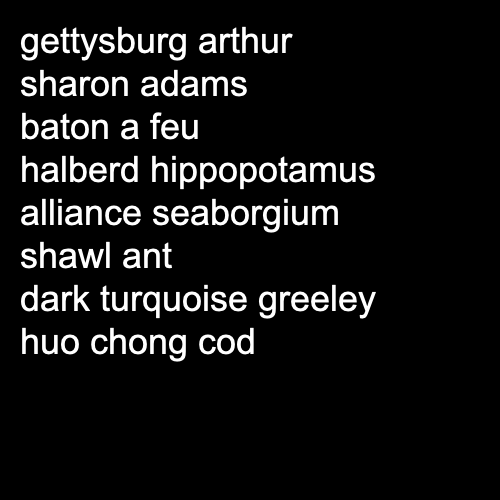 gettysburg arthur
sharon adams
baton a feu
halberd hippopotamus
alliance seaborgium
shawl ant
dark turquoise greeley
huo chong cod